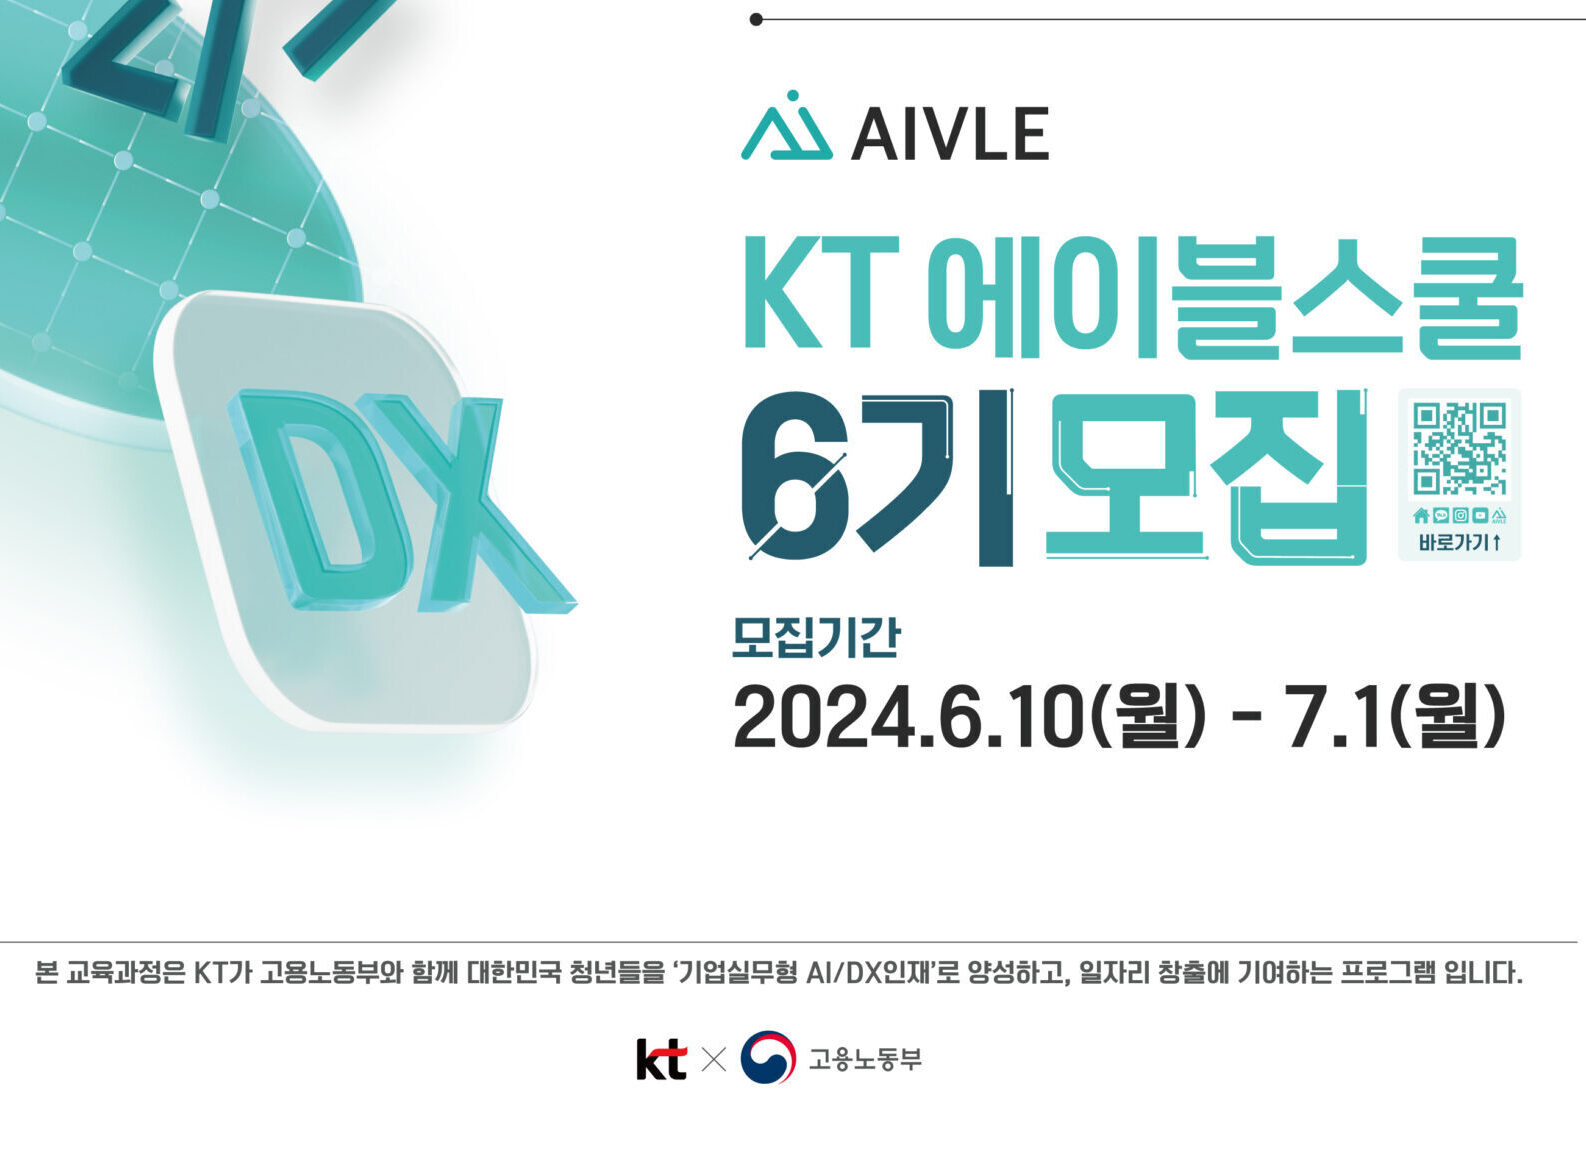 AIVLE
KT 에이블스쿨
6기 모집
바로가기↑
모집기간
2024.6.10(월) - 7.1(월)
DX
본 교육과정은 KT가 고용노동부와 함께 대한민국 청년들을 ‘기업실무형 AI/DX인재’로 양성하고, 일자리 창출에 기여하는 프로그램 입니다.
kt × 고용노동부